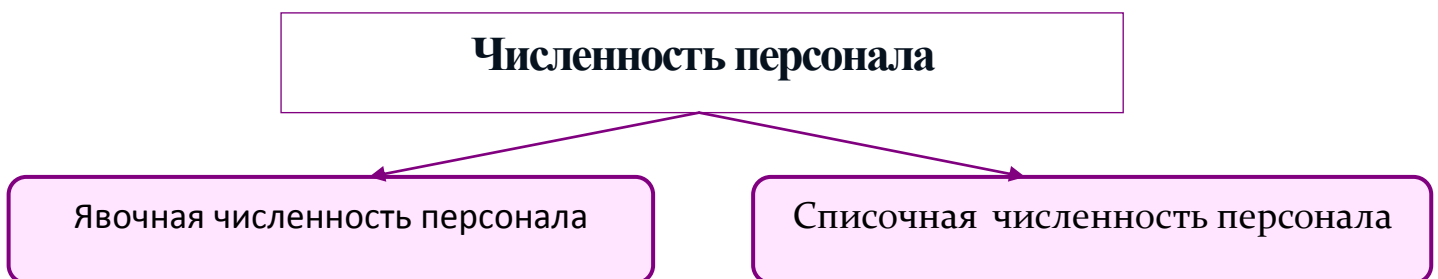 Численность персонала
Явочная численность персонала
Списочная численность персонала